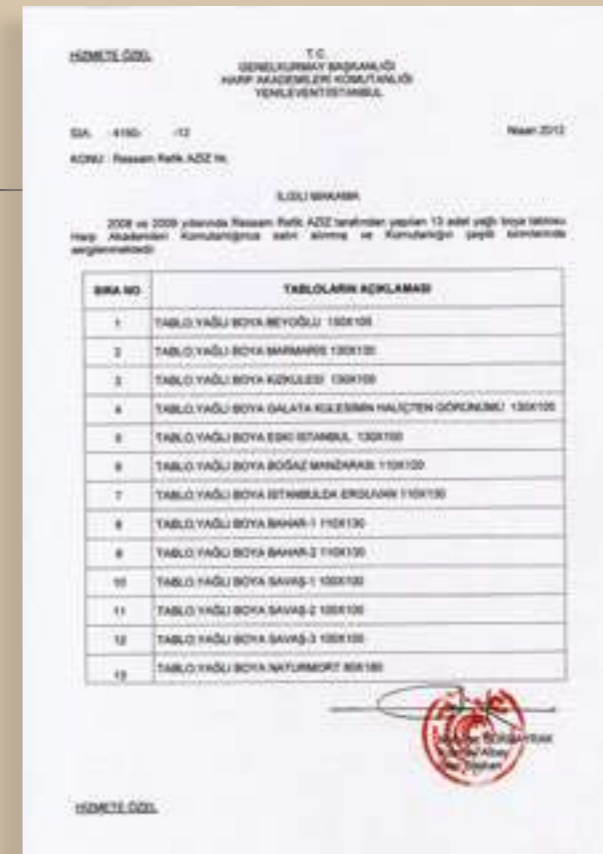 HİZMETE ÖZEL
T.C.
GENELKURMAY BAŞKANLIĞI
HARP AKADEMİLERİ KOMUTANLIĞI
YENİLEVENT/İSTANBUL
4190- -12 Nisan 2012
KONU : Ressam Refik AZİZ hk.
İLGİLİ MAKAMA
2008 ve 2009 yıllarında Ressam Refik AZİZ tarafından yapılan 13 adet yağlı boya tablosu
Harp Akademileri Komutanlığınca satın alınmış ve Komutanlığın çeşitli birimlerinde
sergilenmektedir.
SIRA NO TABLOLARIN AÇIKLAMASI
1 TABLO,YAĞLI BOYA BEYOĞLU
2 TABLO,YAĞLI BOYA MARMARİS 130X100
3 TABLO,YAĞLI BOYA KIZKULESİ 130X100
4 TABLO,YAĞLI BOYA GALATA KULESİNİN HALİÇTEN GÖRÜNÜMÜ 130X100
5 TABLO,YAĞLI BOYA ESKİ İSTANBUL 130X100
6 TABLO,YAĞLI BOYA BOĞAZ MANZARASI
7 TABLO,YAĞLI BOYA İSTANBULDA ERGUVAN 110X130
8 TABLO,YAĞLI BOYA BAHAR-1 110X130
9 TABLO,YAĞLI BOYA BAHAR-2 110X130
10 TABLO,YAĞLI BOYA SAVAŞ-1 100X100
11 TABLO,YAĞLI BOYA SAVAŞ-2 100X100
12 TABLO,YAĞLI BOYA SAVAŞ-3 100X100
13 TABLO,YAĞLI BOYA NATURMORT
Albay
HİZMETE ÖZEL